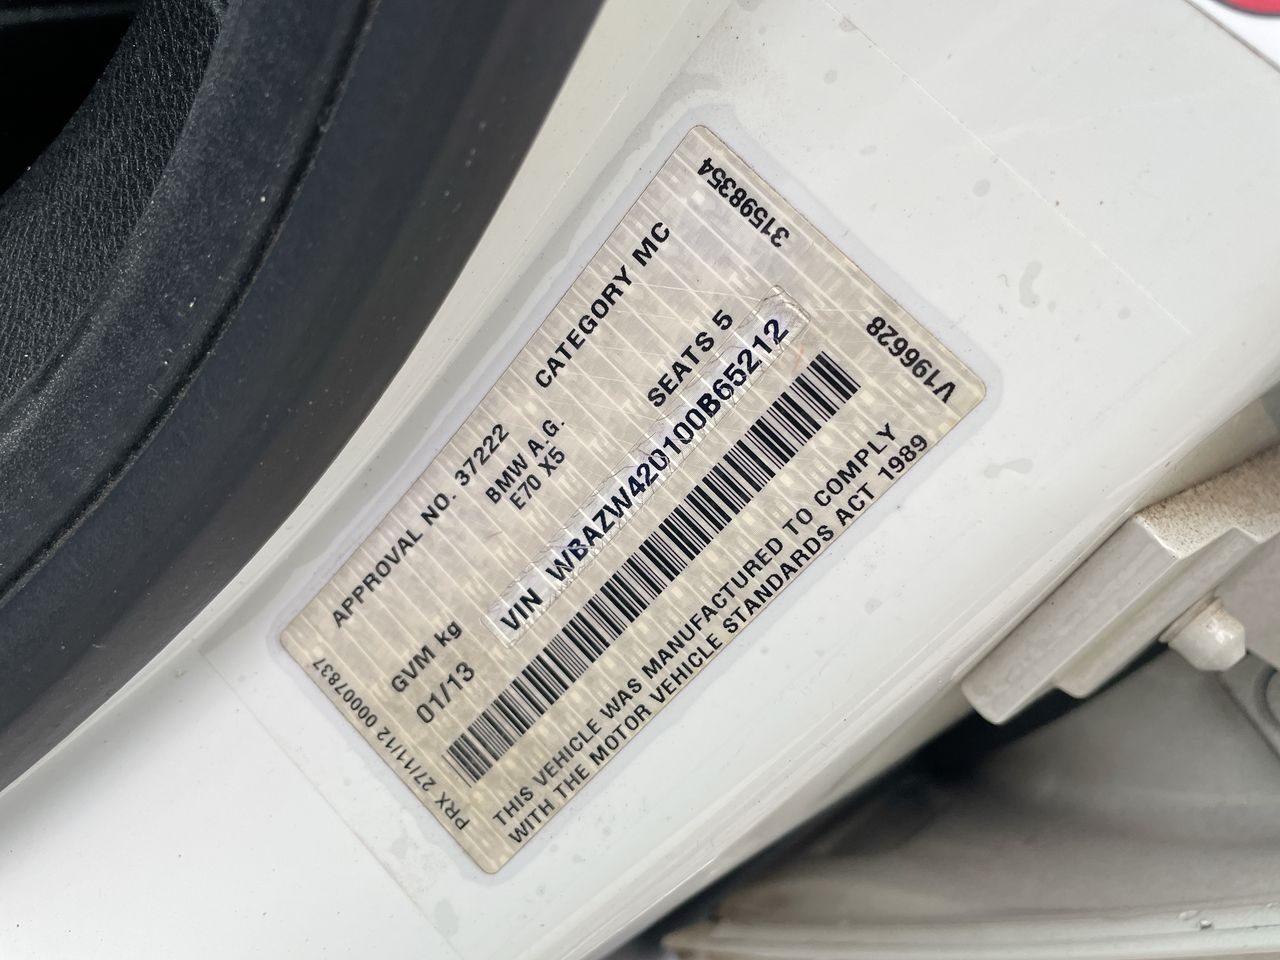 31598354
APPROVAL NO. 37222 CATEGORY MC
BMW A.G.
E70 X5
GVM kg SEATS 5
01/13
VIN WBAZW420100B65212
V196628
THIS VEHICLE WAS MANUFACTURED TO COMPLY
WITH THE MOTOR VEHICLE STANDARDS ACT 1989
PRX 27/11/12 00007837